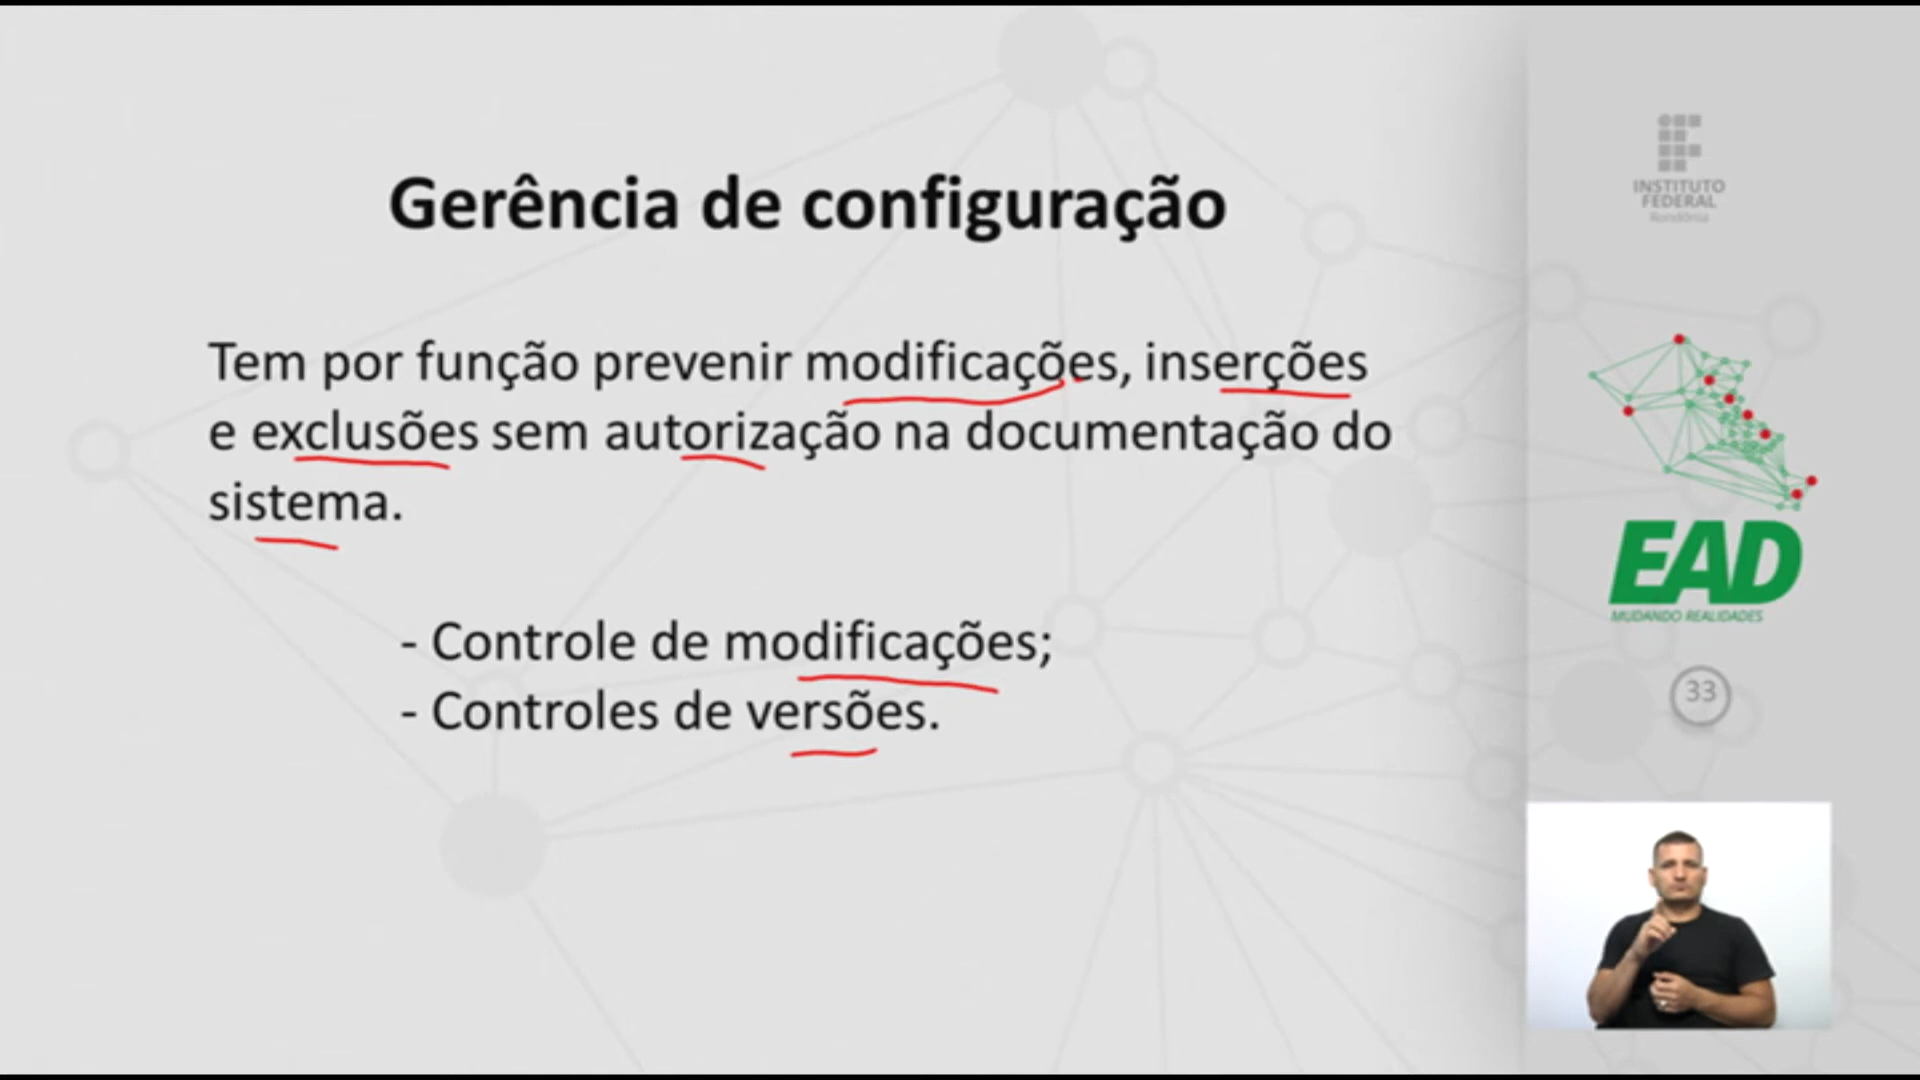 Gerência de configuração
Tem por função prevenir modificações, inserções
e exclusões sem autorização na documentação do
sistema.
- Controle de modificações;
- Controles de versões.
INSTITUTO
FEDERAL
Rondônia
EAD
MUDANDO REALIDADES
33